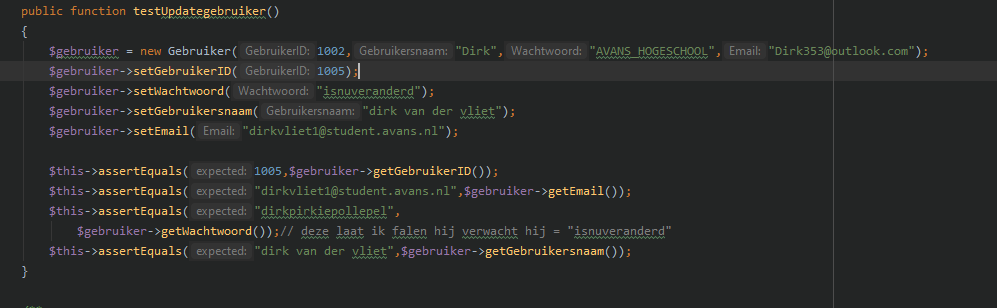 public function testUpdategebruiker()
{
$gebruiker = new Gebruiker( GebruikerID: 1002, Gebruikersnaam: "Dirk", Wachtwoord: "AVANS_HOGESCHOOL", Email: "Dirk353@outlook.com");
$gebruiker->setGebruikerID( GebruikerID: 1005);
$gebruiker->setWachtwoord( Wachtwoord: "isnuveranderd");
$gebruiker->setGebruikersnaam( Gebruikersnaam: "dirk van der vliet");
$gebruiker->setEmail( Email: "dirkvliet1@student.avans.nl");
$this->assertEquals( expected: 1005,$gebruiker->getGebruikerID());
$this->assertEquals( expected: "dirkvliet1@student.avans.nl",$gebruiker->getEmail());
$this->assertEquals( expected: "dirkpirkiepollepel",
$gebruiker->getWachtwoord());// deze laat ik falen hij verwacht hij = "isnuveranderd"
$this->assertEquals( expected: "dirk van der vliet",$gebruiker->getGebruikersnaam());
}